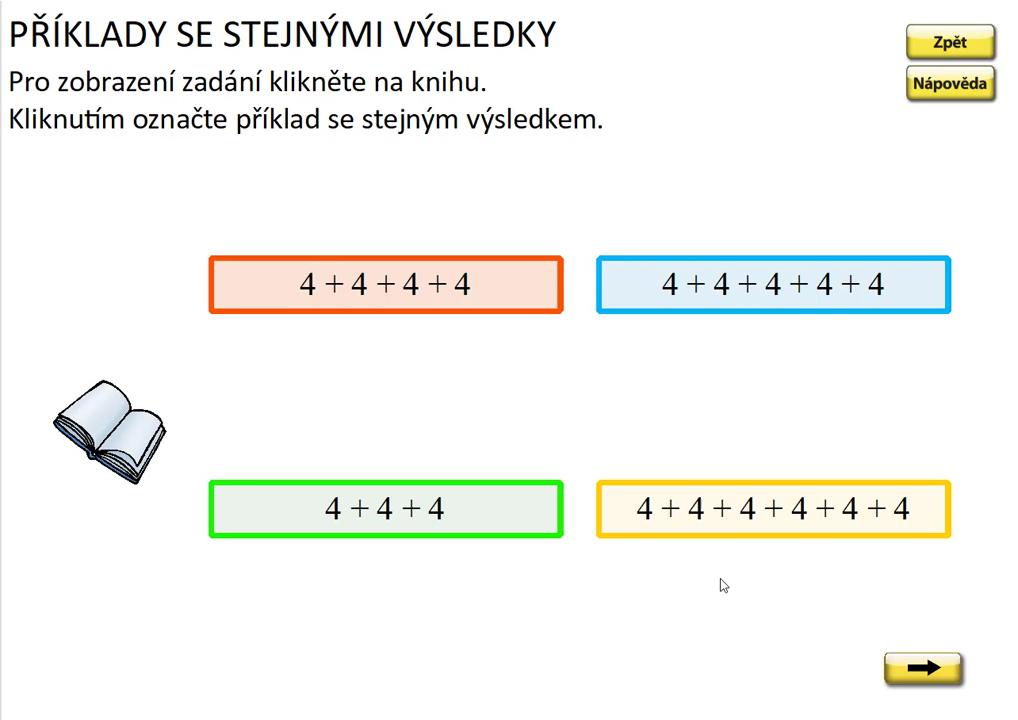 PŘÍKLADY SE STEJNÝMI VÝSLEDKY
Zpět
Pro zobrazení zadání klikněte na knihu.
Nápověda
Kliknutím označte příklad se stejným výsledkem.
4 + 4 + 4 + 4
4 + 4 + 4 + 4 + 4
4 + 4 + 4
4 + 4 + 4 + 4 + 4 + 4